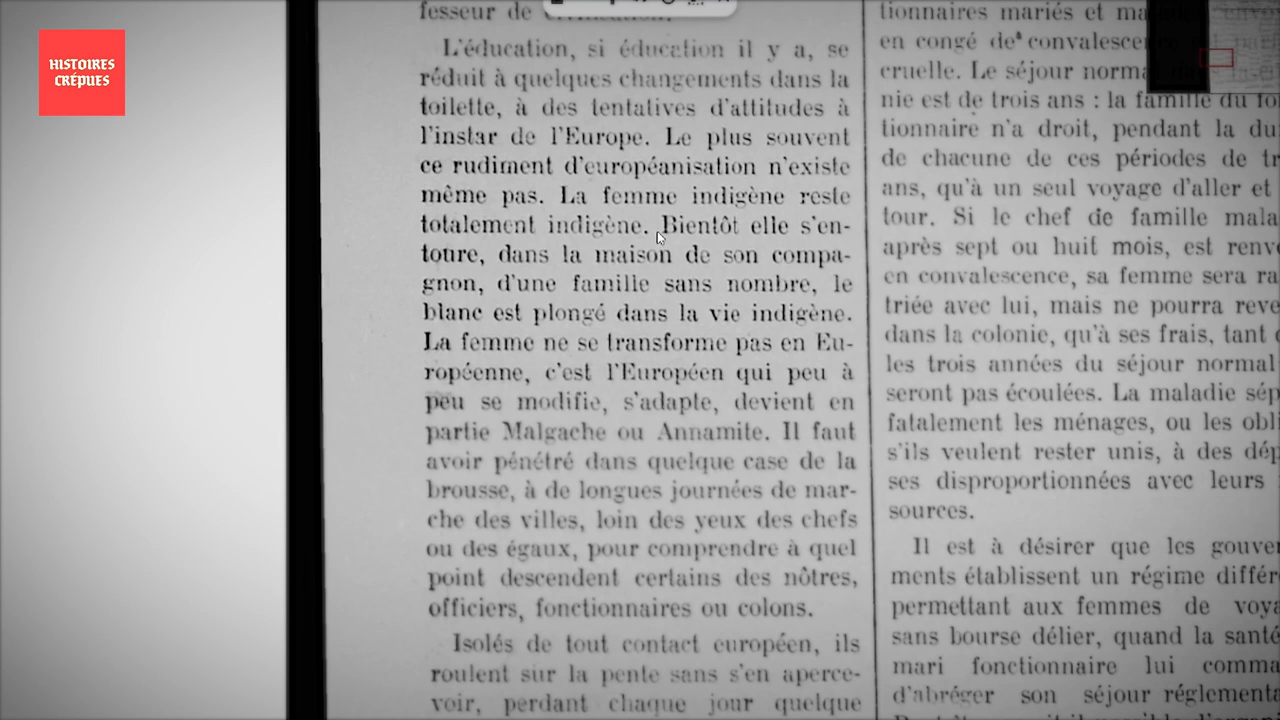 HISTOIRES
CRÉPUES
fesseur de civilisation.
L'éducation, si éducation il y a, se
réduit à quelques changements dans la
toilette, à des tentatives d'attitudes à
l'instar de l'Europe. Le plus souvent
ce rudiment d'européanisation n'existe
même pas. La femme indigène reste
totalement indigène. Bientôt elle s'en-
toure, dans la maison de son compa-
gnon, d'une famille sans nombre, le
blanc est plongé dans la vie indigène.
La femme ne se transforme pas en Eu-
ropéenne, c'est l'Européen qui peu à
peu se modifie, s'adapte, devient en
partie Malgache ou Annamite. Il faut
avoir pénétré dans quelque case de la
brousse, à de longues journées de mar-
che des villes, loin des yeux des chefs
ou des égaux, pour comprendre à quel
point descendent certains des nôtres,
officiers, fonctionnaires ou colons.
Isolés de tout contact européen, ils
roulent sur la pente sans s'en aperce-
voir, perdant chaque jour quelque
tionnaires mariés et
en congé de convalescence
cruelle. Le séjour normal
nie est de trois ans : la famille du
tionnaire n'a droit, pendant la du
de chacune de ces périodes de tr
ans, qu'à un seul voyage d'aller et
tour. Si le chef de famille mala
après sept ou huit mois, est renv
en convalescence, sa femme sera ra
triée avec lui, mais ne pourra reve
dans la colonie, qu'à ses frais, tant
les trois années du séjour normal
seront pas écoulées. La maladie sép
fatalement les ménages, ou les obl
s'ils veulent rester unis, à des dép
ses disproportionnées avec leurs
sources.
Il est à désirer que les gouver
ments établissent un régime différ
permettant aux femmes de voya
sans bourse délier, quand la santé
mari fonctionnaire lui comma
d'abréger son séjour réglementa